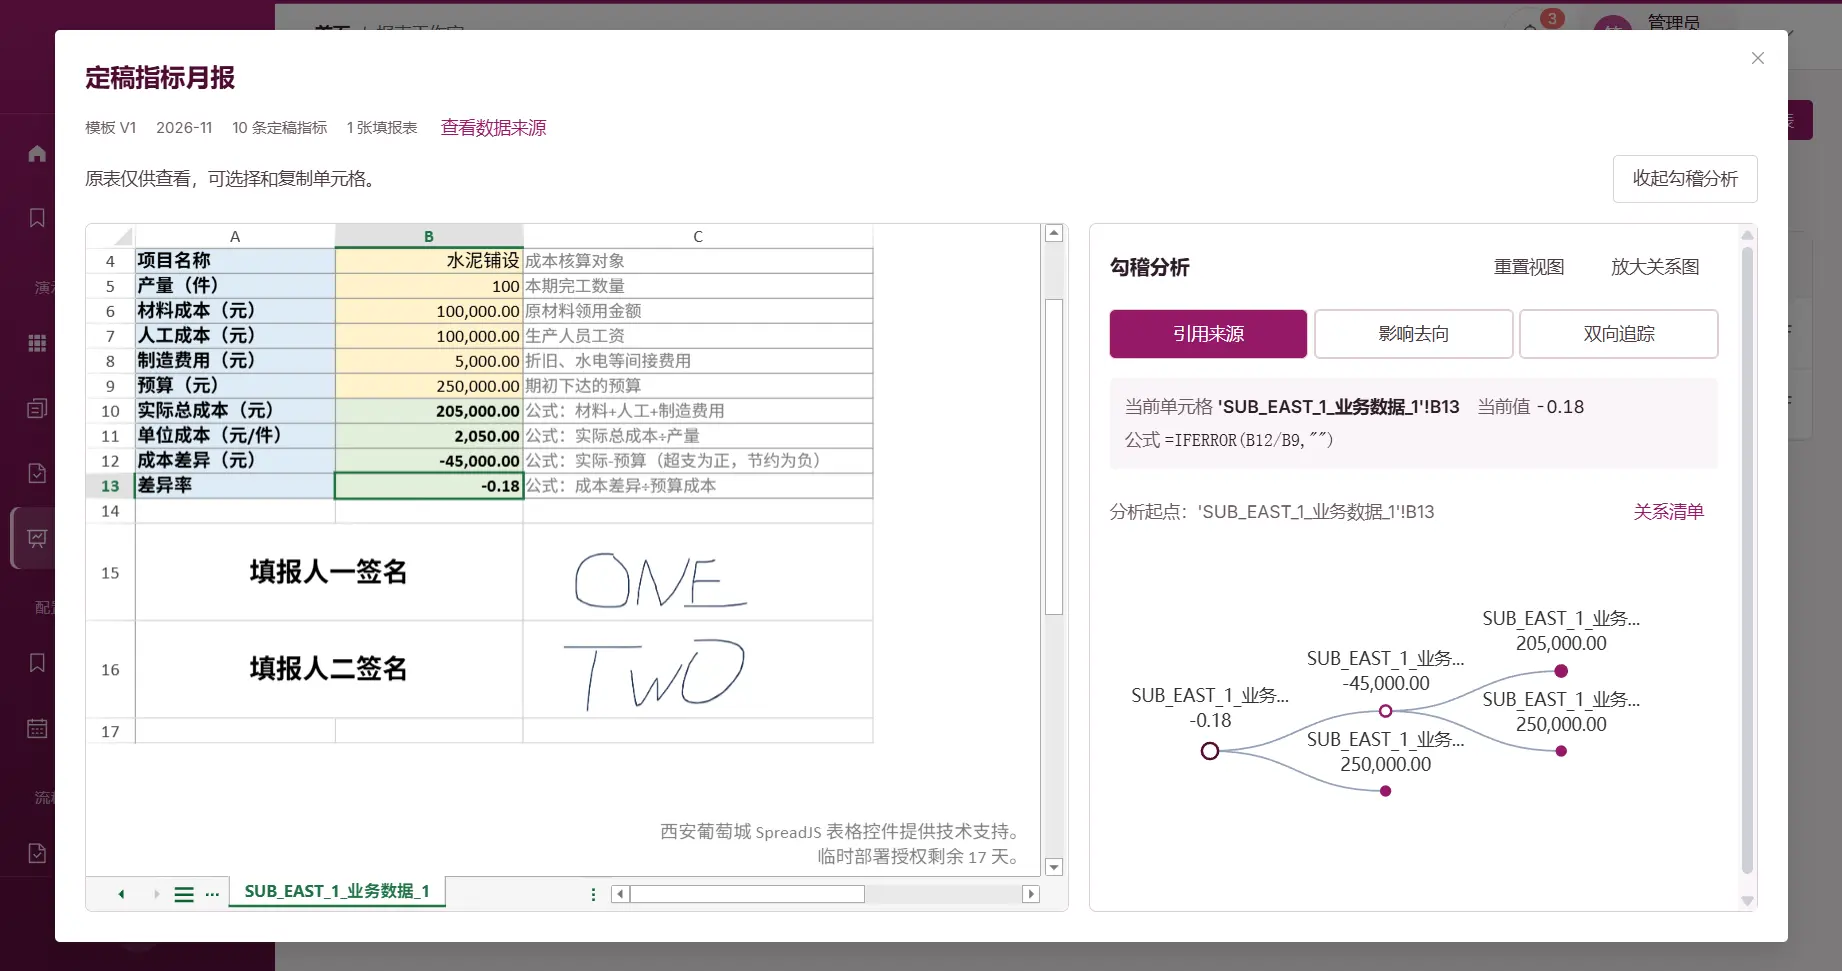 3
管理员
定稿指标月报
模板 V1 2026-11 10 条定稿指标 1 张填报表 查看数据来源
原表仅供查看，可选择和复制单元格。
收起勾稽分析
A B C
4 项目名称 水泥铺设 成本核算对象
5 产量（件） 100 本期完工数量
6 材料成本（元） 100,000.00 原材料领用金额
7 人工成本（元） 100,000.00 生产人员工资
8 制造费用（元） 5,000.00 折旧、水电等间接费用
9 预算（元） 250,000.00 期初下达的预算
10 实际总成本（元） 205,000.00 公式：材料+人工+制造费用
11 单位成本（元/件） 2,050.00 公式：实际总成本÷产量
12 成本差异（元） -45,000.00 公式：实际-预算（超支为正，节约为负）
13 差异率 -0.18 公式：成本差异÷预算成本
14
15 填报人一签名 ONE
16 填报人二签名 TWO
17
西安葡萄城 SpreadJS 表格控件提供技术支持。
临时部署授权剩余 17 天。
SUB_EAST_1_业务数据_1
勾稽分析 重置视图 放大关系图
引用来源 影响去向 双向追踪
当前单元格 'SUB_EAST_1_业务数据_1'!B13 当前值 -0.18
公式 =IFERROR(B12/B9,"")
分析起点：'SUB_EAST_1_业务数据_1'!B13 关系清单
SUB_EAST_1_业务...
205,000.00
SUB_EAST_1_业务...
-45,000.00
SUB_EAST_1_业务...
-0.18
SUB_EAST_1_业务...
250,000.00
SUB_EAST_1_业务...
250,000.00